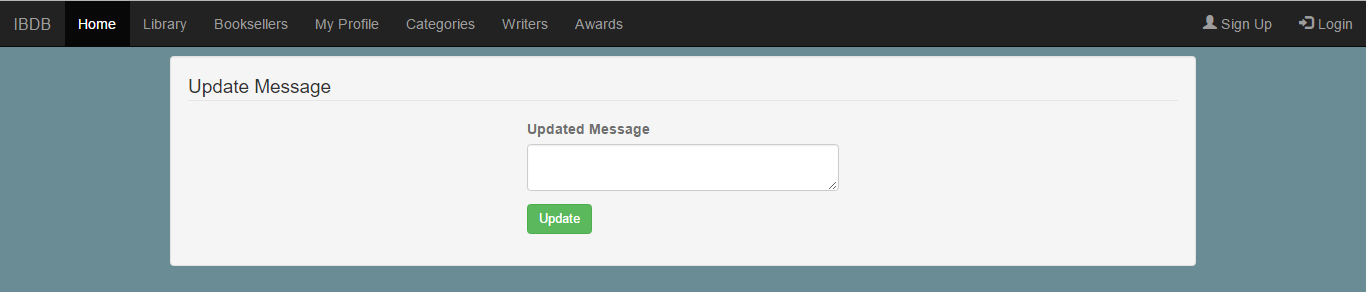 IBDB Home Library Booksellers My Profile Categories Writers Awards Sign Up Login
Update Message
Updated Message
Update